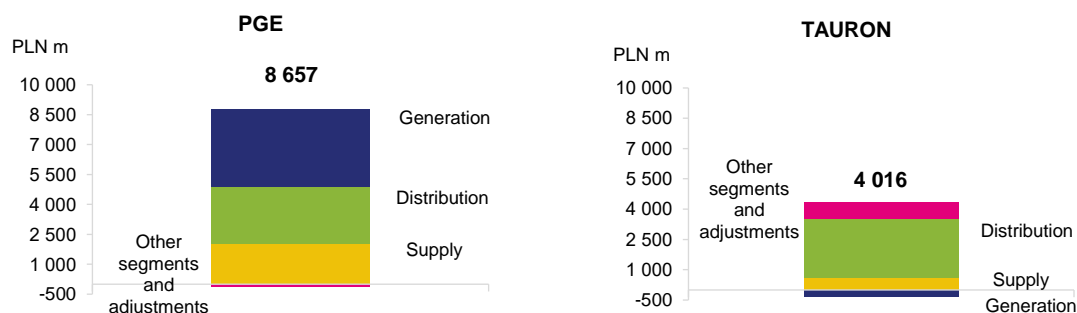 PGE
PLN m
8 657
10 000
8 500
7 000
5 500
4 000
2 500
1 000
-500
Generation
Distribution
Supply
Other
segments
and
adjustments
TAURON
PLN m
10 000
8 500
7 000
5 500
4 000
2 500
1 000
-500
Other
segments
and
adjustments
4 016
Distribution
Supply
Generation